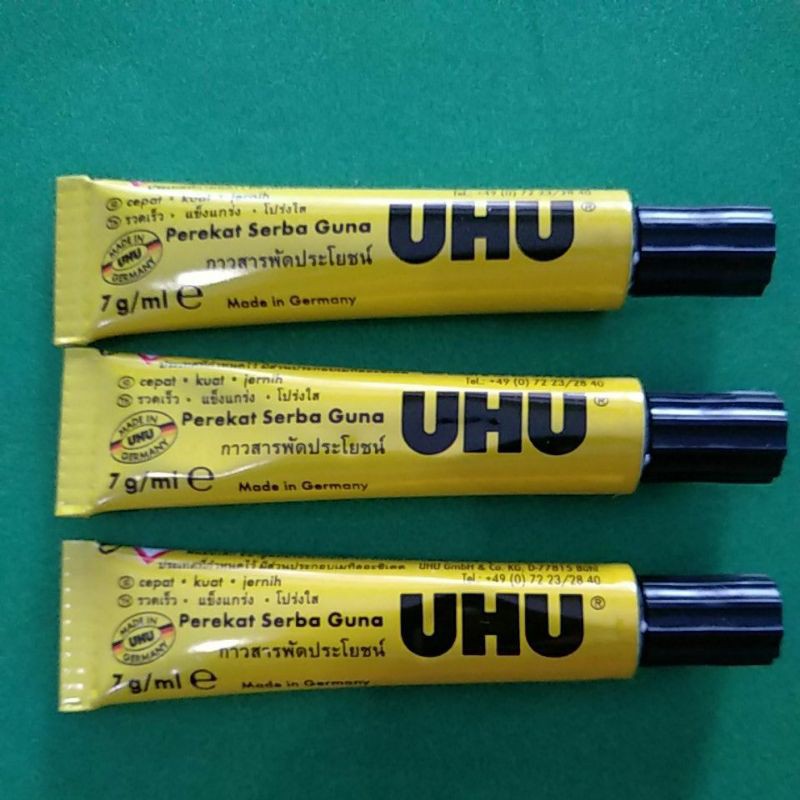 Tel.: +49 (0) 72 23/28 40
cepat • kuat • jernih
รวดเร็ว • แข็งแกร่ง • โปร่งใส
Perekat Serba Guna
กาวสารพัดประโยชน์
MADE IN
UHU
GERMANY
7 g/ml ℮
Made in Germany
UHU®
Tel.: +49 (0) 72 23/28 40
cepat • kuat • jernih
รวดเร็ว • แข็งแกร่ง • โปร่งใส
Perekat Serba Guna
กาวสารพัดประโยชน์
MADE IN
UHU
GERMANY
7 g/ml ℮
Made in Germany
UHU®
UHU GmbH & Co. KG, D-77815 Bühl
Tel.: +49 (0) 72 23/28 40
cepat • kuat • jernih
รวดเร็ว • แข็งแกร่ง • โปร่งใส
Perekat Serba Guna
กาวสารพัดประโยชน์
MADE IN
UHU
GERMANY
7 g/ml ℮
Made in Germany
UHU®